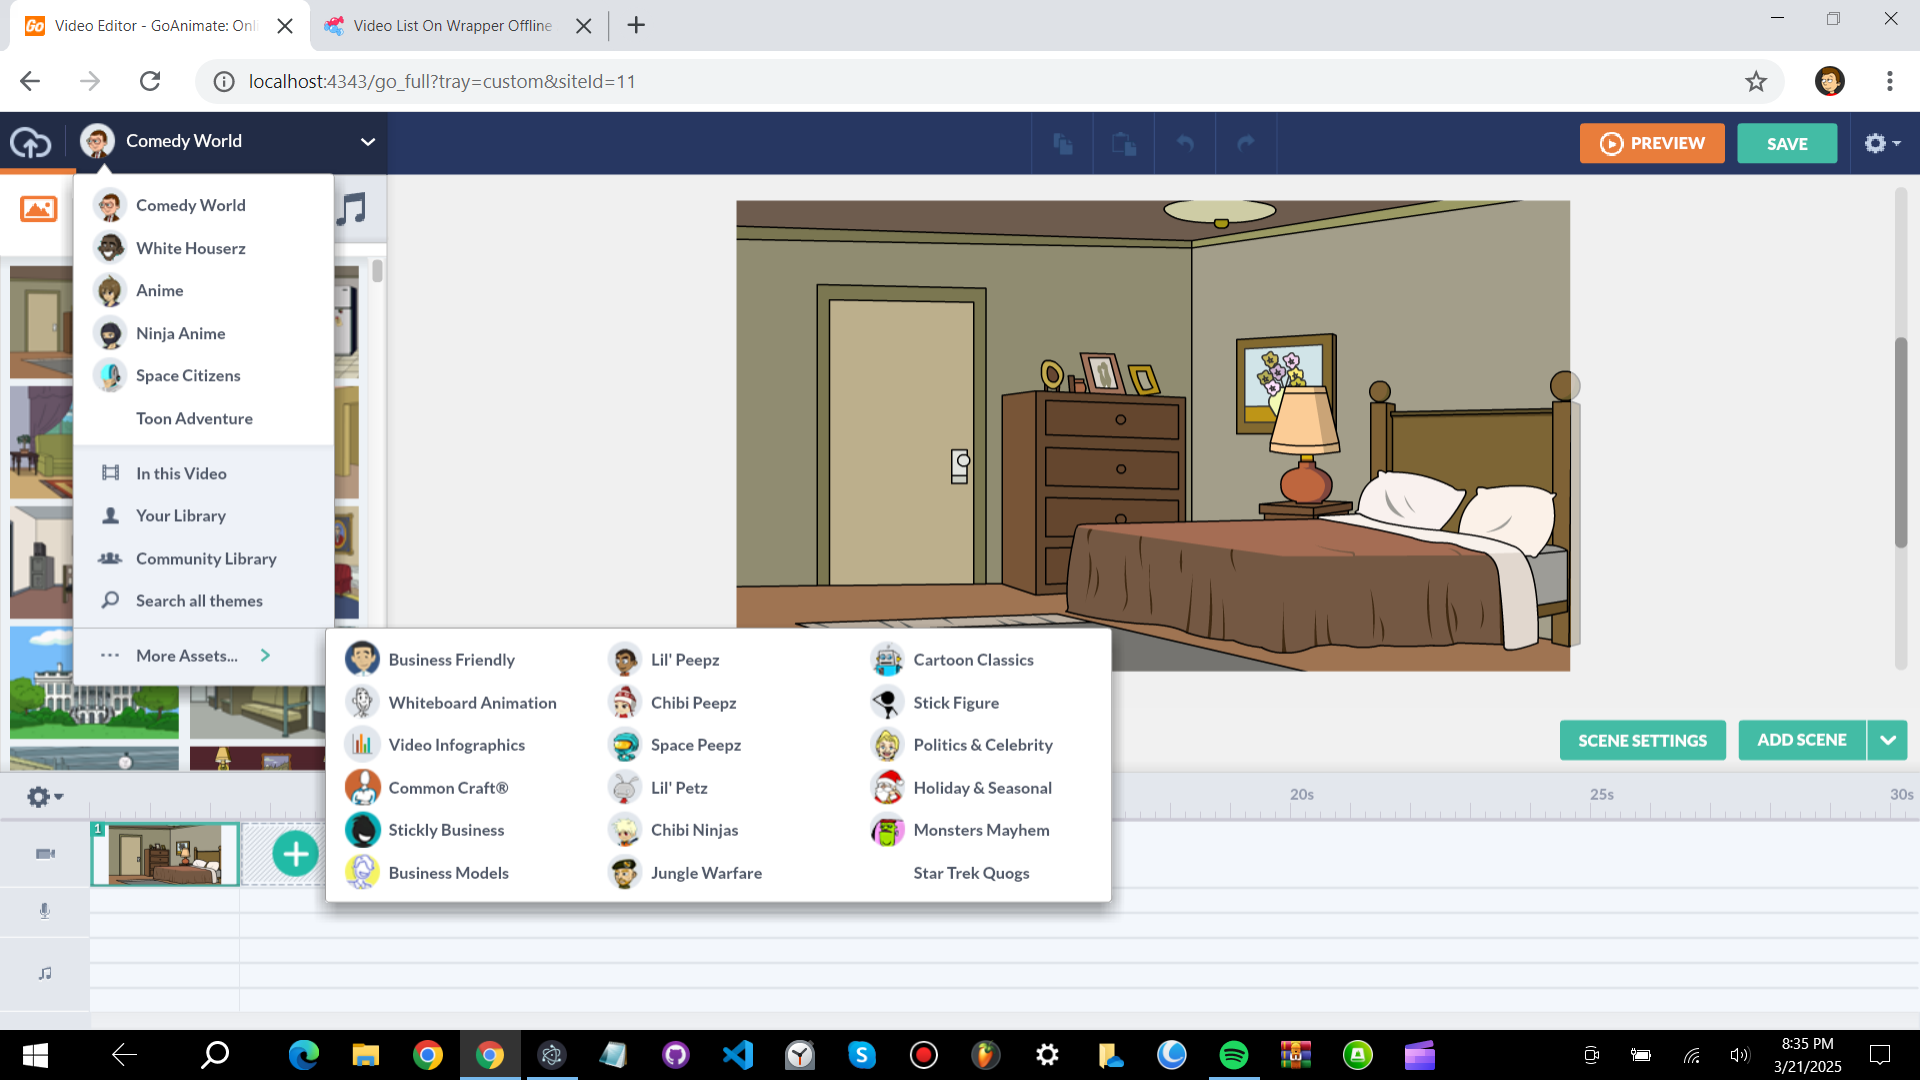 Go Video Editor - GoAnimate: Onl
Video List On Wrapper Offline
localhost:4343/go_full?tray=custom&siteId=11
Comedy World
PREVIEW
SAVE
Comedy World
White Houserz
Anime
Ninja Anime
Space Citizens
Toon Adventure
In this Video
Your Library
Community Library
Search all themes
More Assets...
Business Friendly
Lil' Peepz
Cartoon Classics
Whiteboard Animation
Chibi Peepz
Stick Figure
Video Infographics
Space Peepz
Politics & Celebrity
Common Craft®
Lil' Petz
Holiday & Seasonal
Stickly Business
Chibi Ninjas
Monsters Mayhem
Business Models
Jungle Warfare
Star Trek Quogs
SCENE SETTINGS
ADD SCENE
20s
25s
30s
1
8:35 PM
3/21/2025